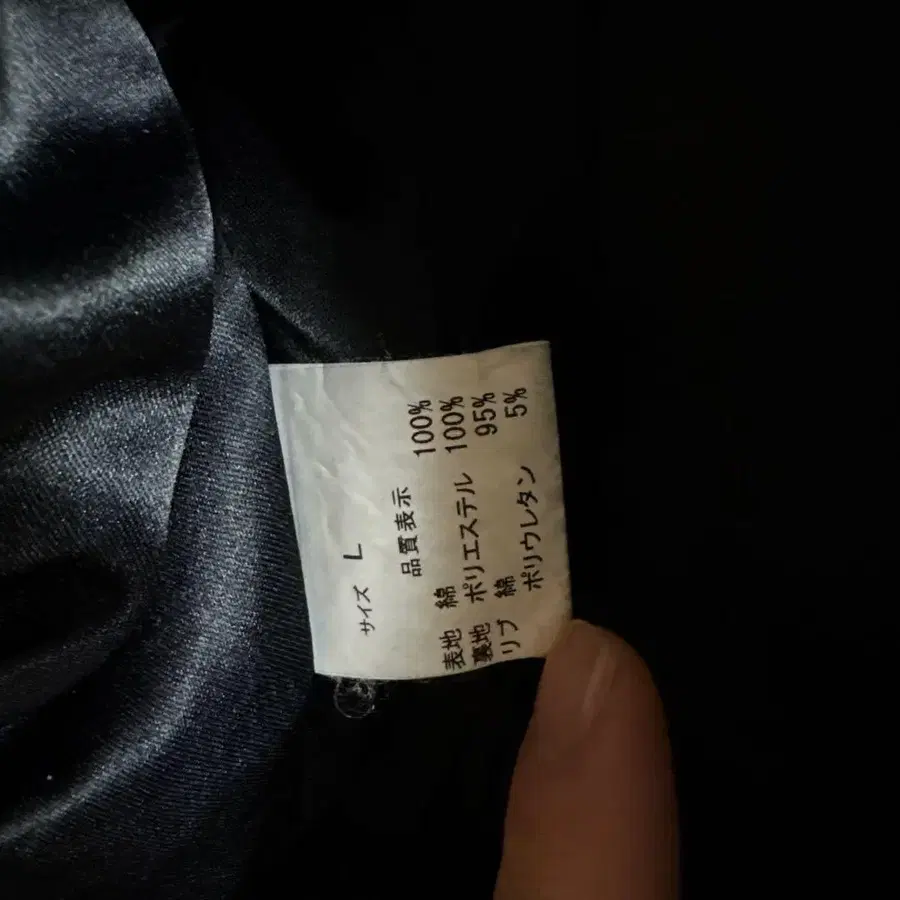 サイズ L
品質表示
表地 綿 100%
裏地 ポリエステル 100%
リブ 綿 95%
ポリウレタン 5%